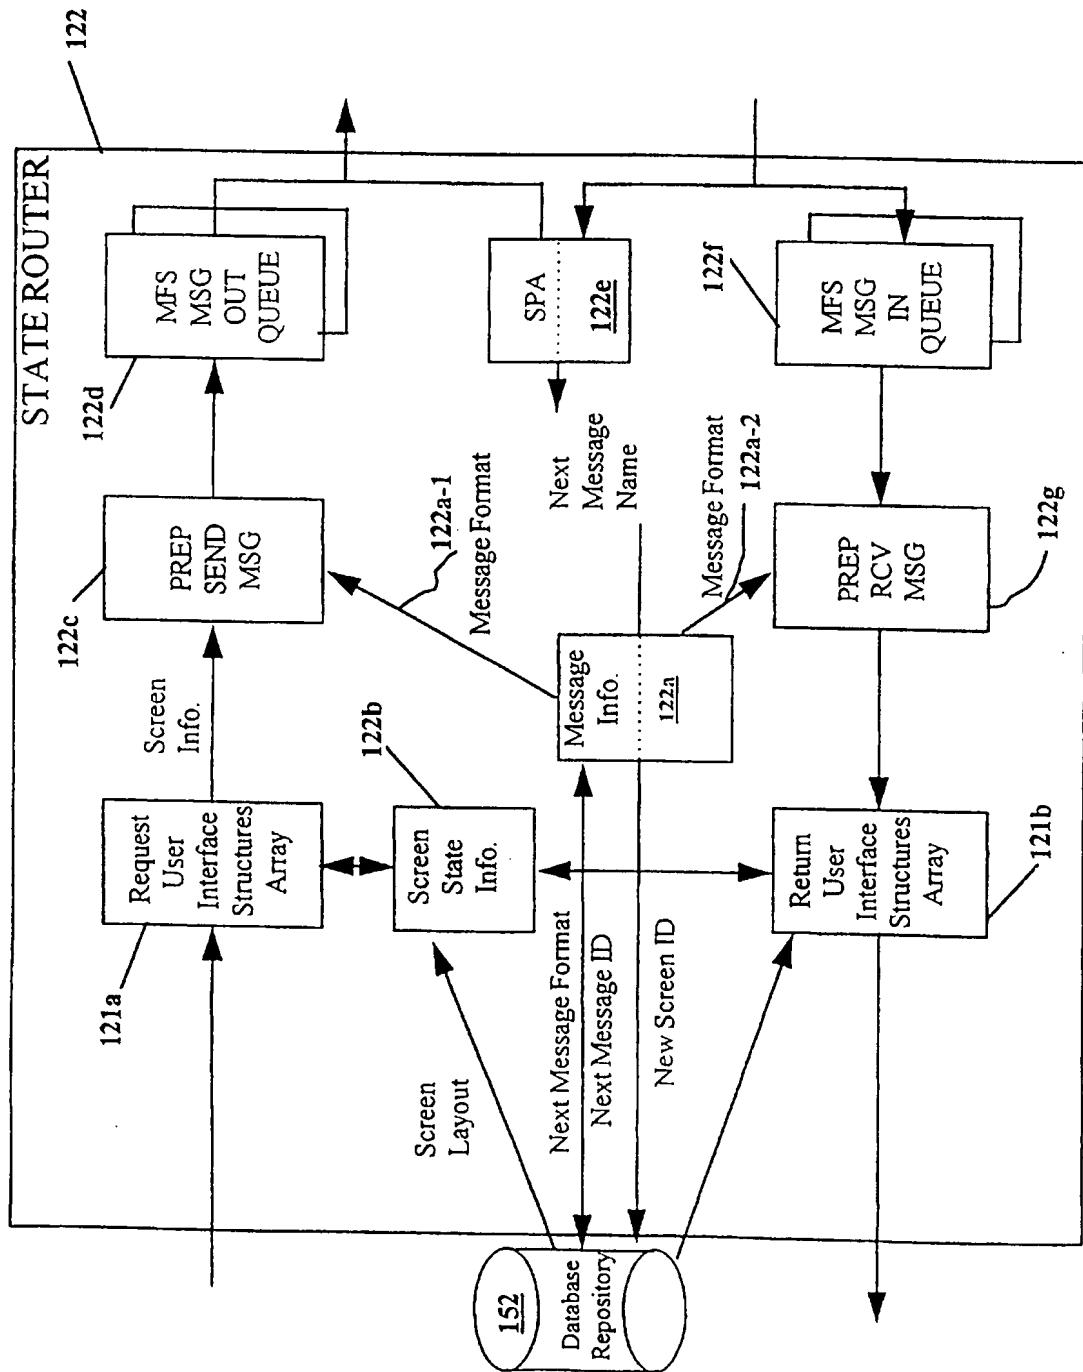 STATE ROUTER
122
121a
Request
User
Interface
Structures
Array
Screen
Info.
122c
PREP
SEND
MSG
122d
MFS
MSG
OUT
QUEUE
122b
Screen
State
Info.
Screen
Layout
122a-1
Message Format
SPA
122e
Next
Message
Name
Message
Info.
122a
Next Message Format
Next Message ID
New Screen ID
152
Database
Repository
Message Format
122a-2
122f
MFS
MSG
IN
QUEUE
PREP
RCV
MSG
122g
Return
User
Interface
Structures
Array
121b